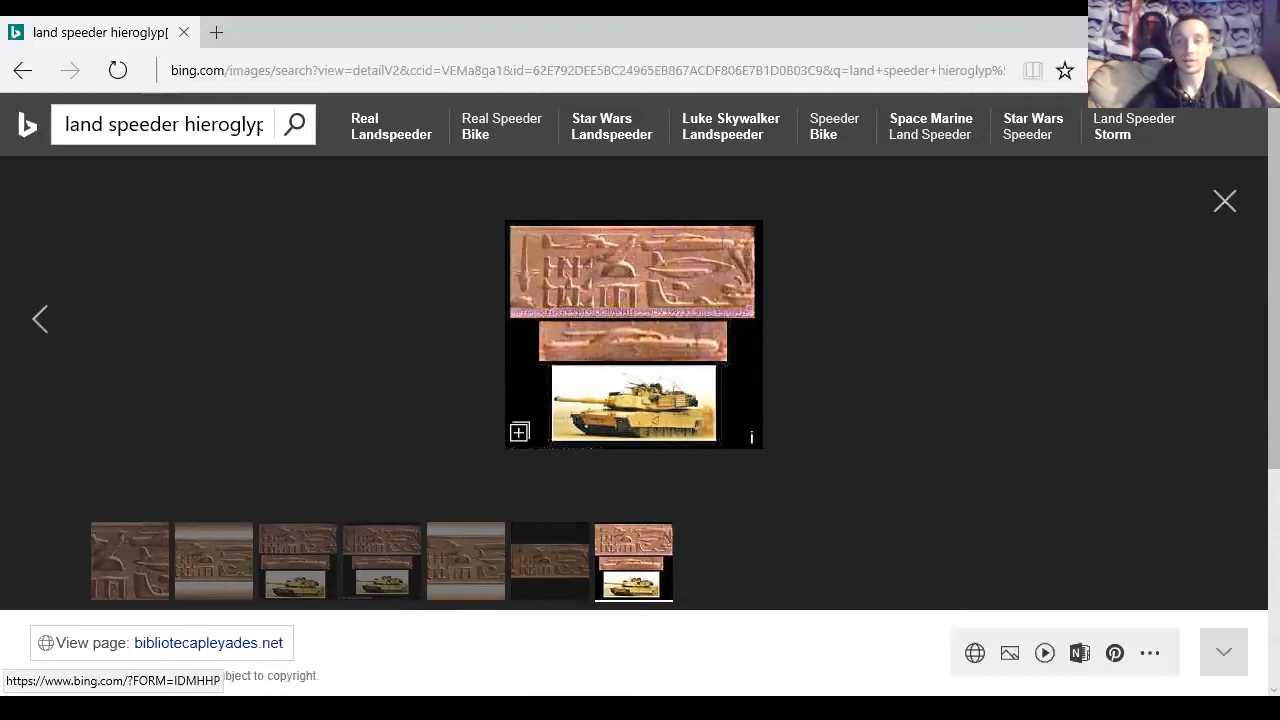 land speeder hieroglyp[
bing.com/images/search?view=detailV2&ccid=VEMa8ga1&id=62E792DEE5BC24965EB867ACDF806E7B1D0B03C9&q=land+speeder+hieroglyp%5
land speeder hieroglyp
Real Landspeeder
Real Speeder Bike
Star Wars Landspeeder
Luke Skywalker Landspeeder
Speeder Bike
Space Marine Land Speeder
Star Wars Speeder
Land Speeder Storm
View page: bibliotecapleyades.net
https://www.bing.com/?FORM=IDMHHP
ubject to copyright.